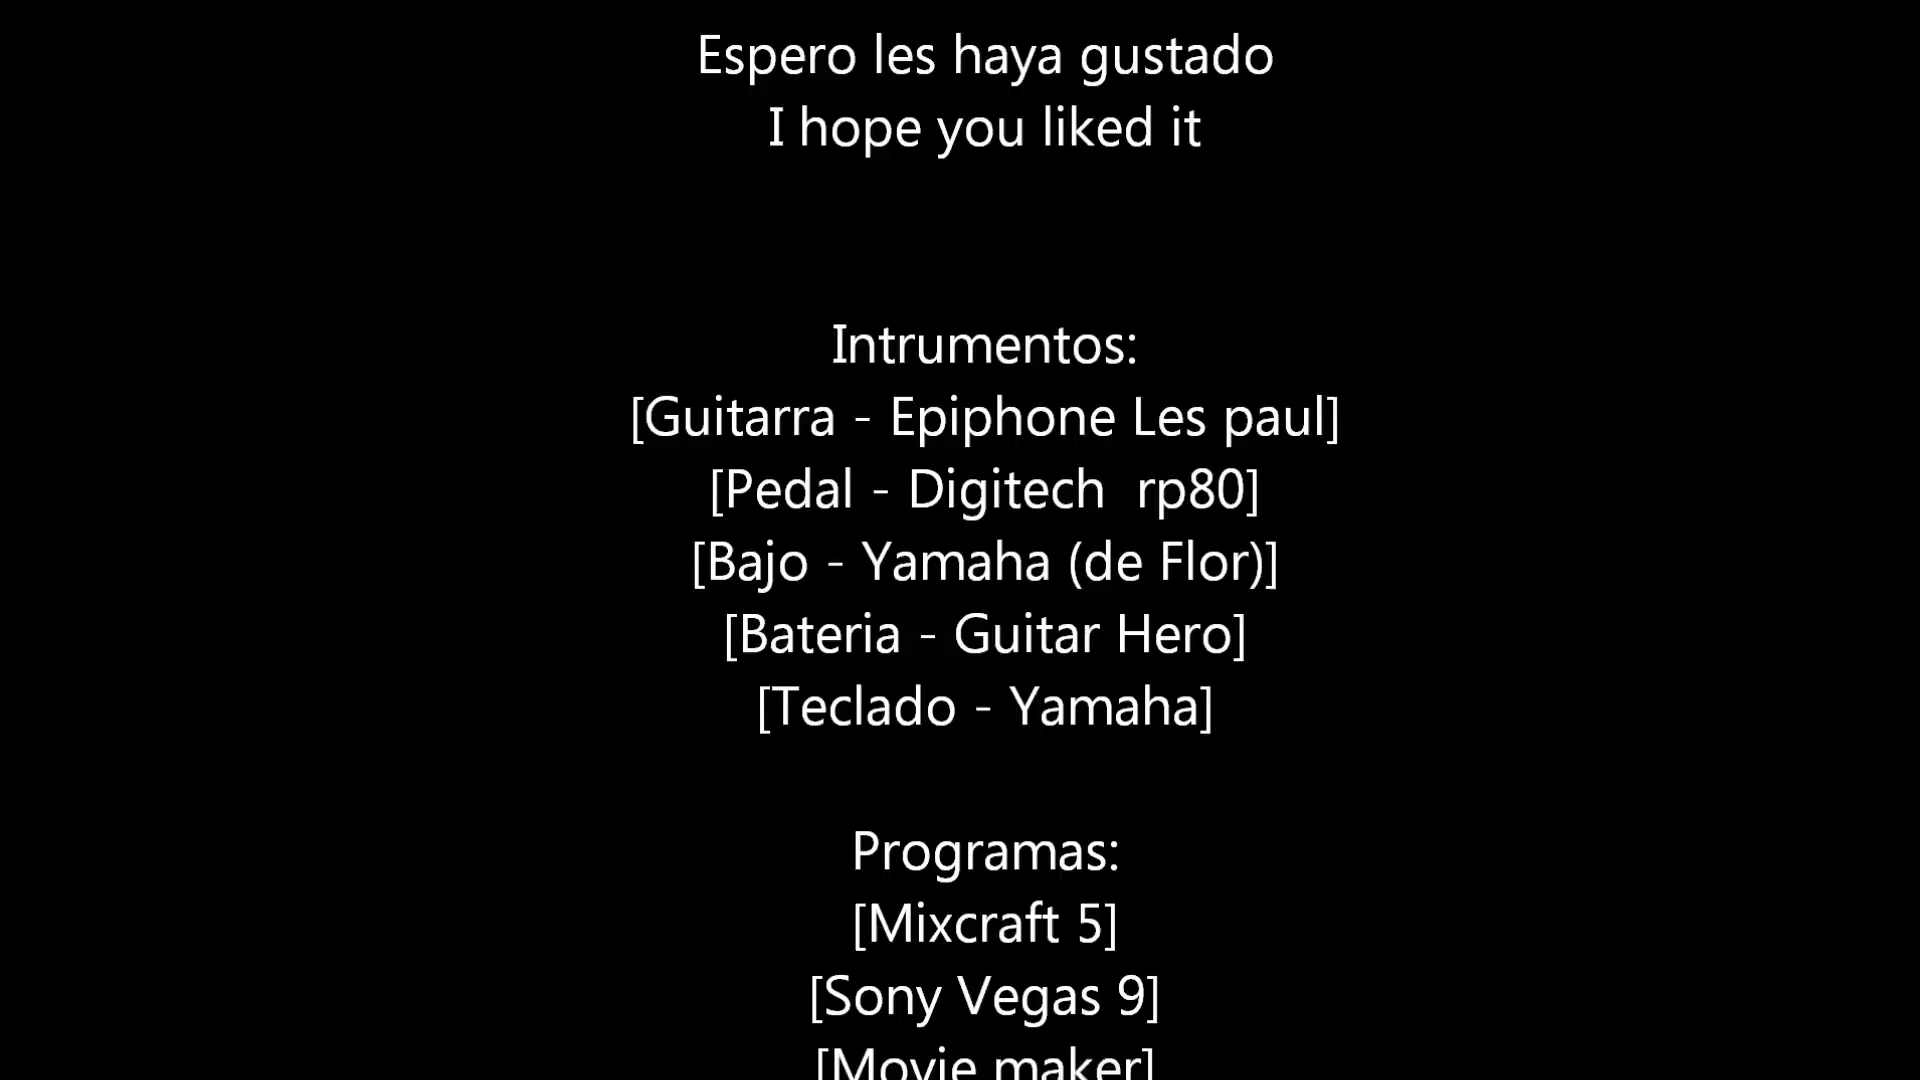 Espero les haya gustado
I hope you liked it
Intrumentos:
[Guitarra - Epiphone Les paul]
[Pedal - Digitech  rp80]
[Bajo - Yamaha (de Flor)]
[Bateria - Guitar Hero]
[Teclado - Yamaha]
Programas:
[Mixcraft 5]
[Sony Vegas 9]
[Movie maker]